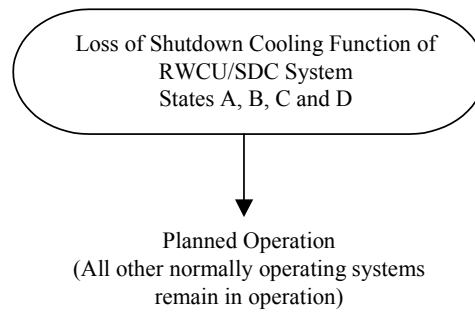 Loss of Shutdown Cooling Function of
RWCU/SDC System
States A, B, C and D
Planned Operation
(All other normally operating systems
remain in operation)